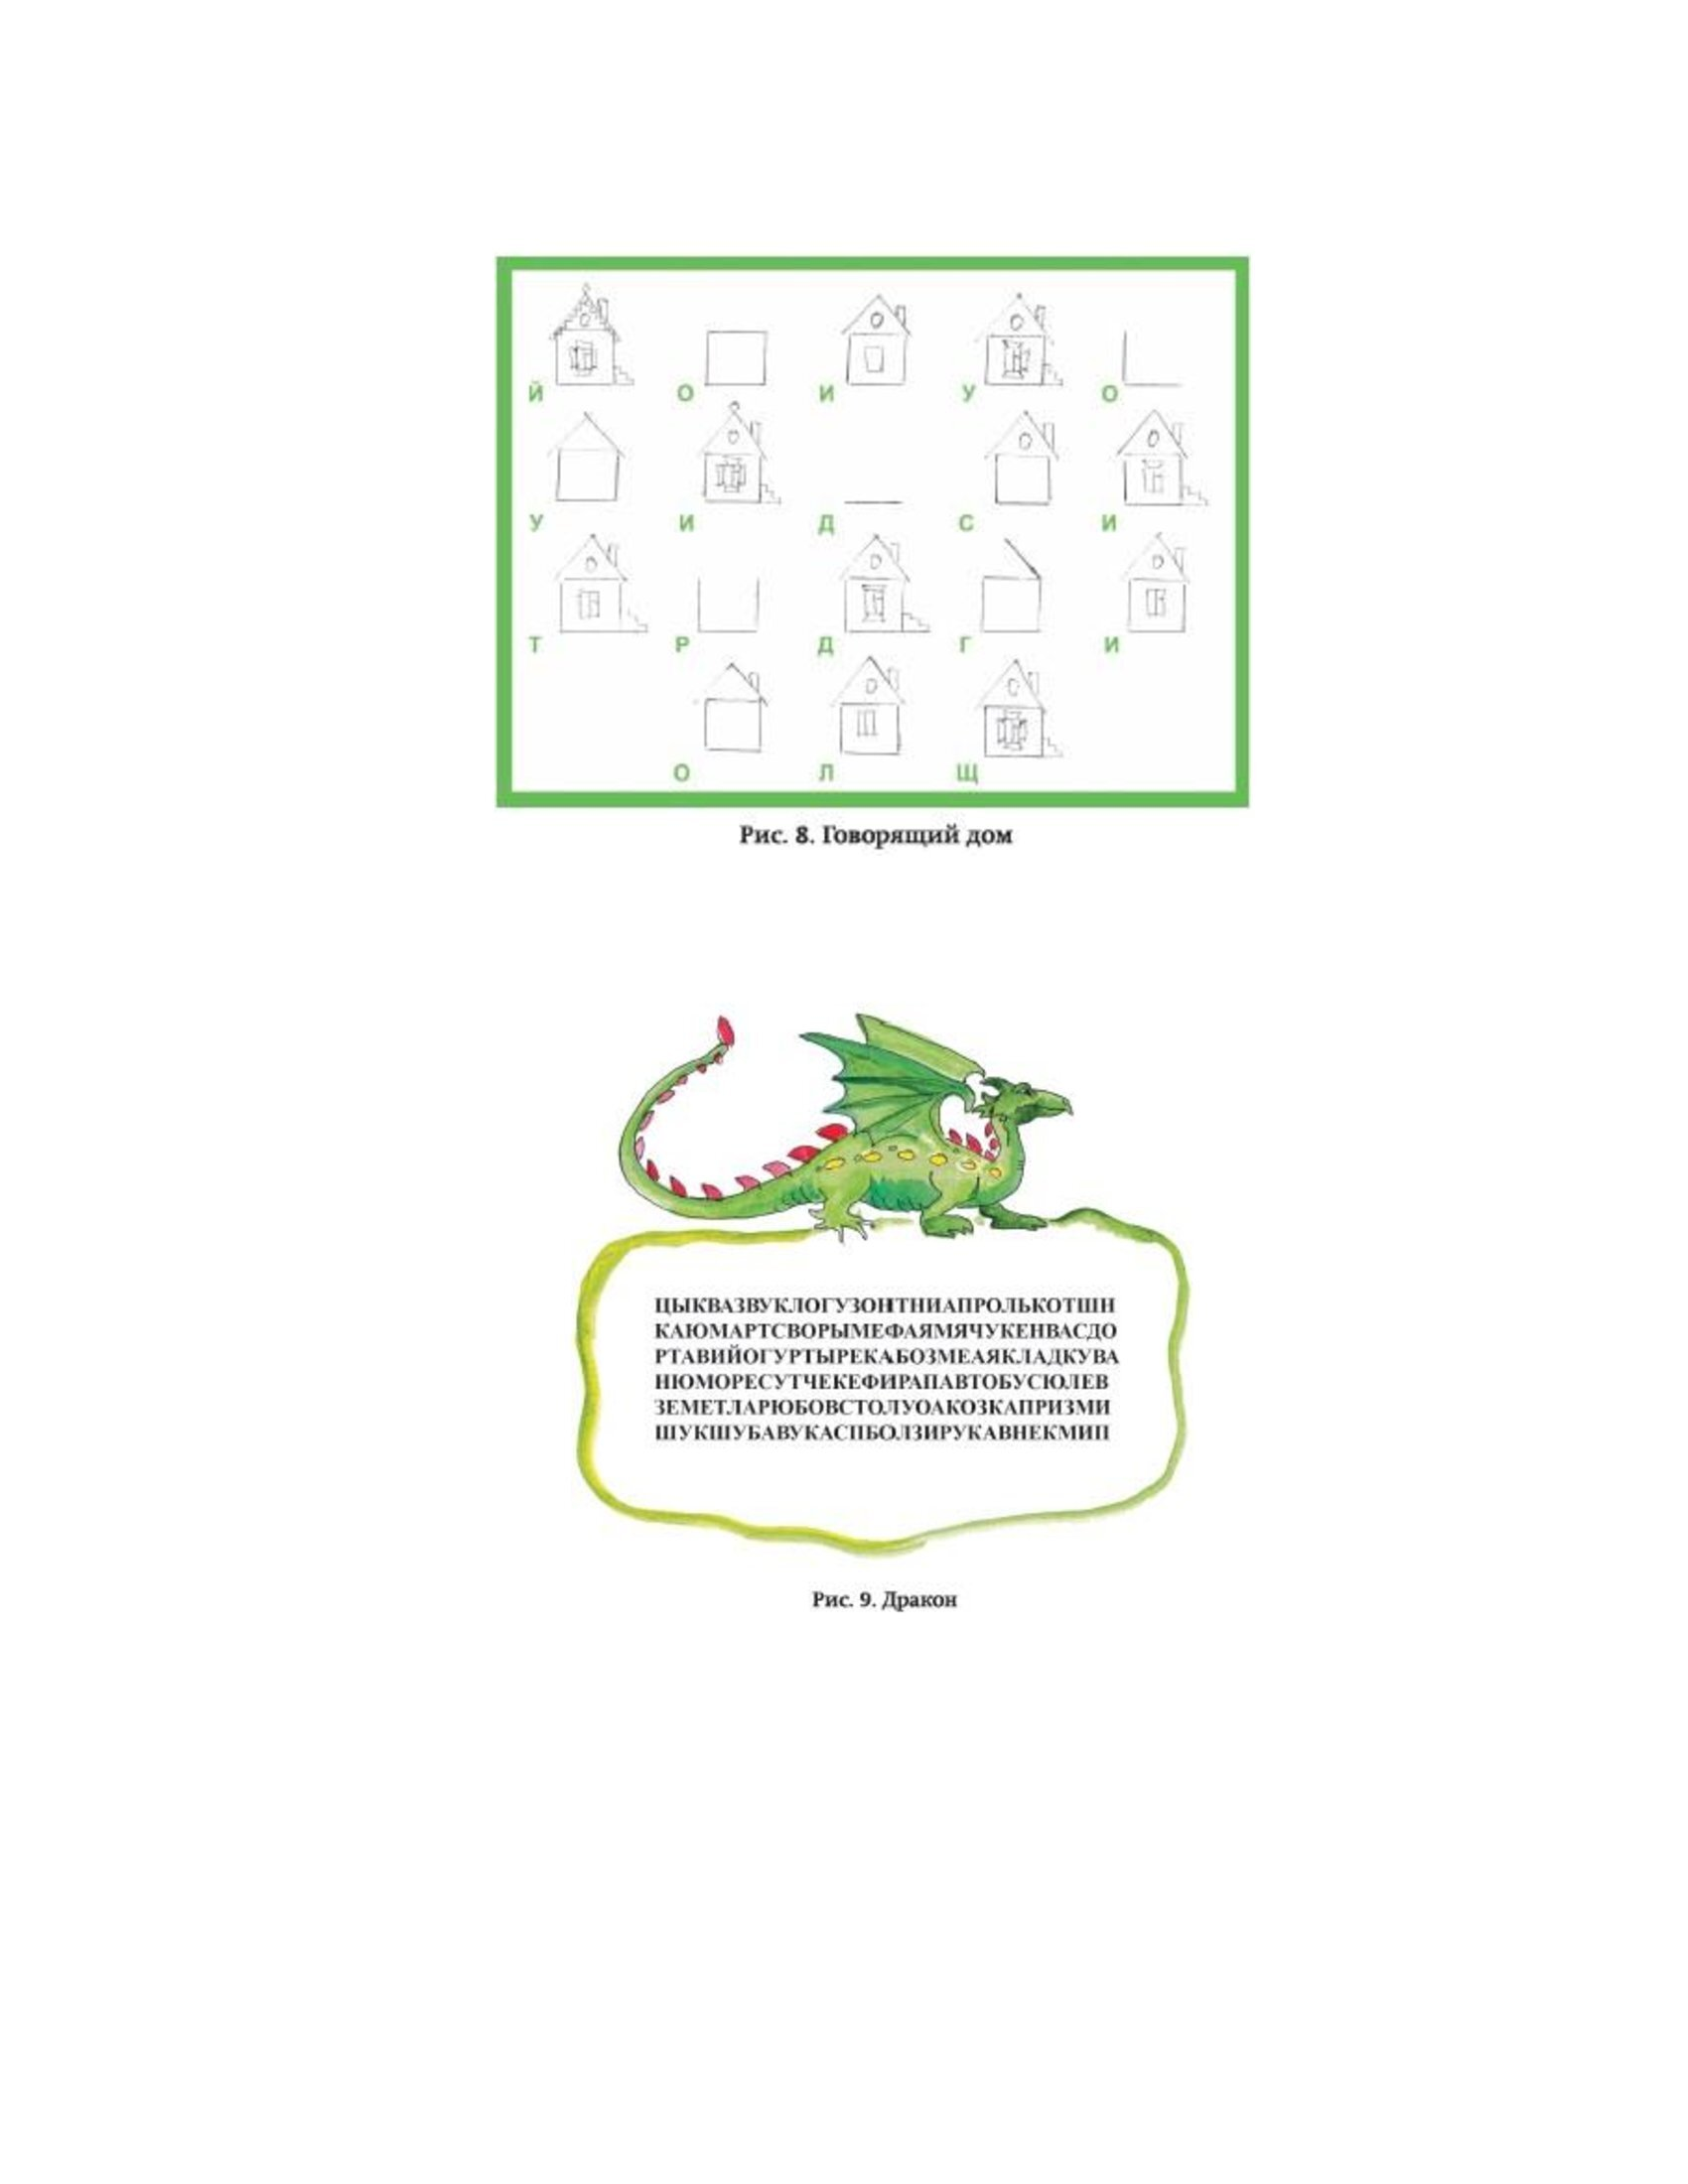 Й О И У О
У И Д С И
Т Р Д Г И
О Л Щ
Рис. 8. Говорящий дом
ЦЫКВАЗВУКЛОГУЗОНТНИАПРОЛЬКОТШН
КАЮМАРТСВОРЫМЕФАЯМЯЧУКЕНВАСДО
РТАВИЙОГУРТЫРЕКАБОЗМЕАЯКЛАДКУВА
НЮМОРЕСУТЧЕКЕФИРАПАВТОБУСЮЛЕВ
ЗЕМЕТЛАРЮБОВСТОЛУОАКОЗКАПРИЗМИ
ШУКШУБАВУКАСПБОЛЗИРУКАВНЕКМИП
Рис. 9. Дракон